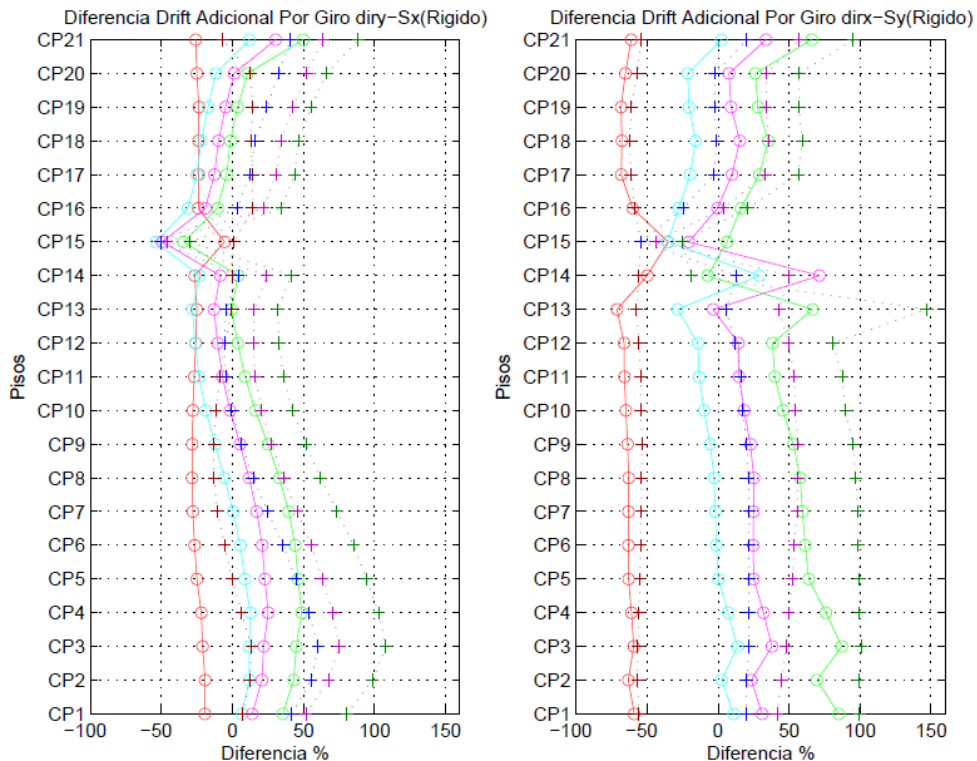 Diferencia Drift Adicional Por Giro diry−Sx(Rigido)
CP21
CP20
CP19
CP18
CP17
CP16
CP15
CP14
CP13
CP12
CP11
CP10
CP9
CP8
CP7
CP6
CP5
CP4
CP3
CP2
CP1
Pisos
−100
−50
0
50
100
150
Diferencia %
Diferencia Drift Adicional Por Giro dirx−Sy(Rigido)
CP21
CP20
CP19
CP18
CP17
CP16
CP15
CP14
CP13
CP12
CP11
CP10
CP9
CP8
CP7
CP6
CP5
CP4
CP3
CP2
CP1
Pisos
−100
−50
0
50
100
150
Diferencia %